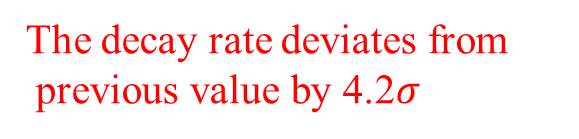 The decay rate deviates from
previous value by 4.2σ